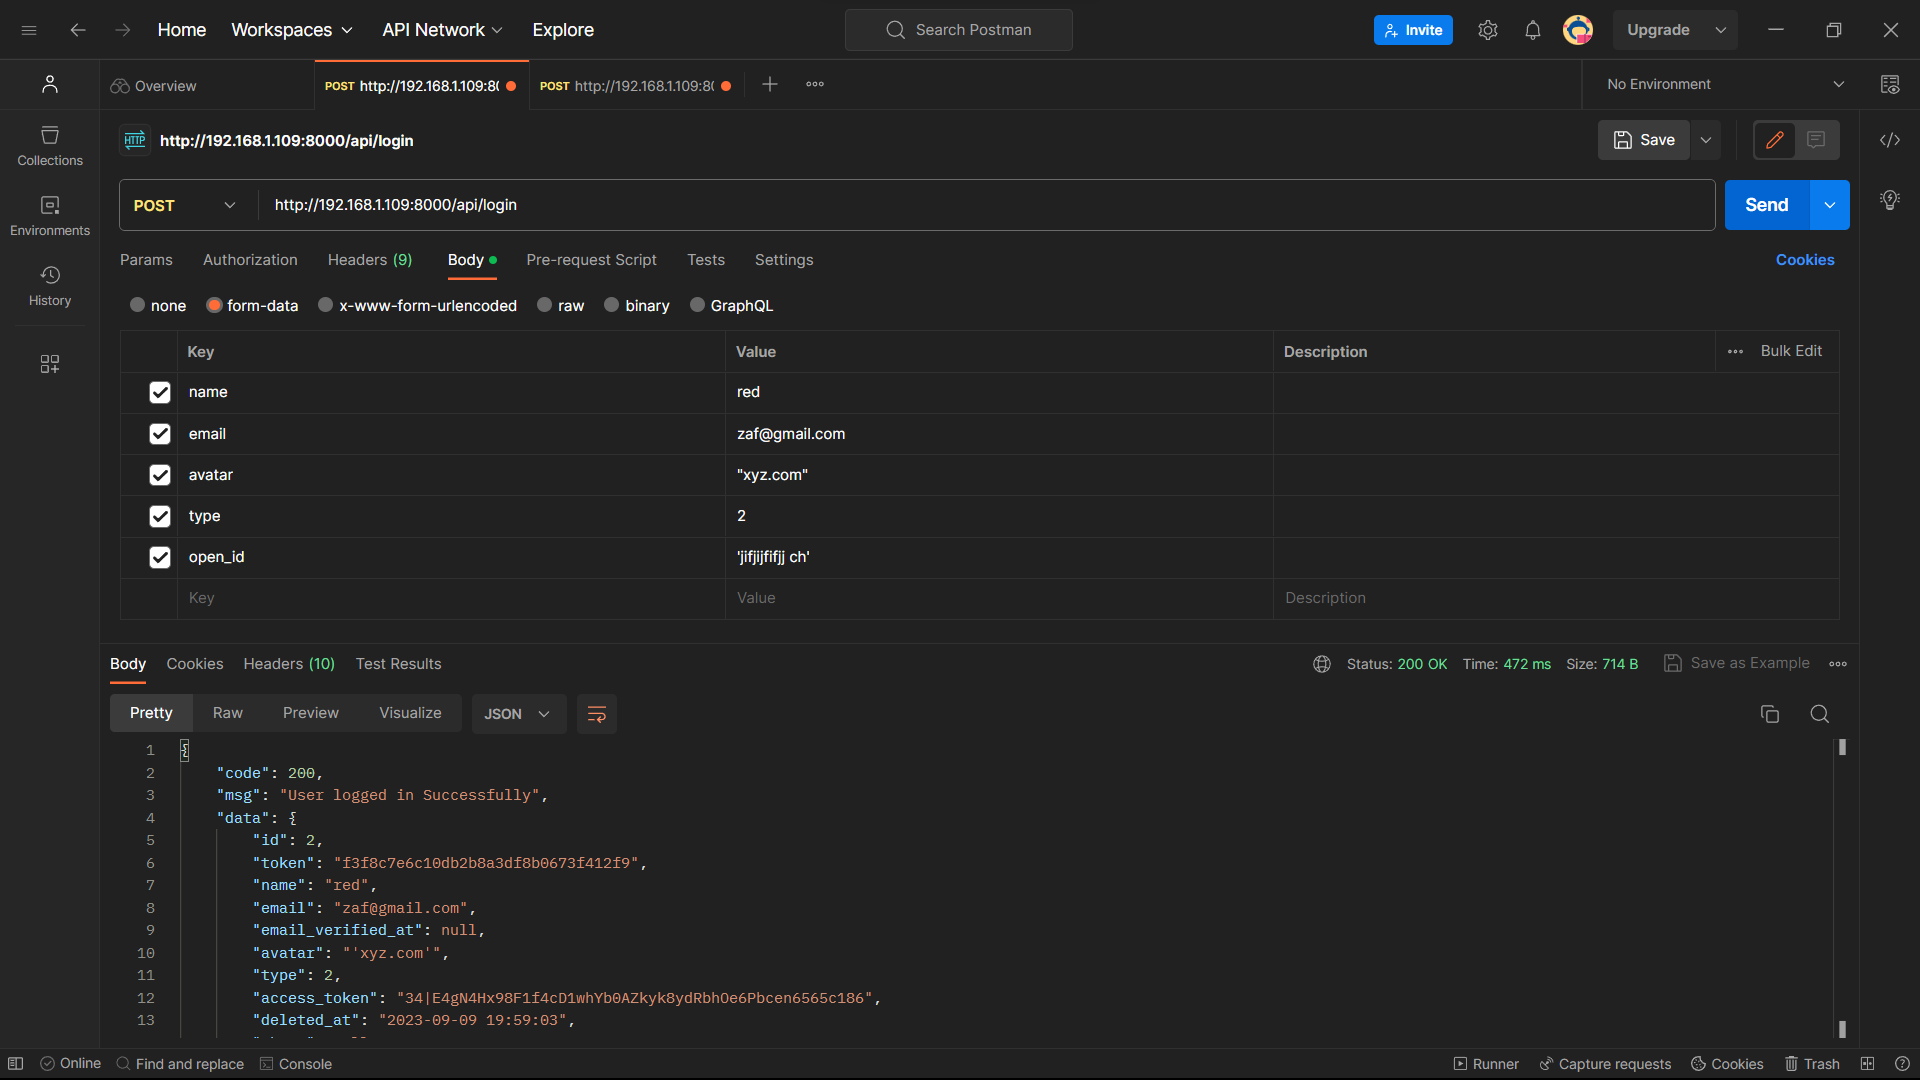 Home Workspaces API Network Explore Search Postman Invite Upgrade
Overview POST http://192.168.1.109:80 POST http://192.168.1.109:80 No Environment
HTTP http://192.168.1.109:8000/api/login Save
Collections
POST http://192.168.1.109:8000/api/login Send
Environments
Params Authorization Headers (9) Body Pre-request Script Tests Settings Cookies
History
none form-data x-www-form-urlencoded raw binary GraphQL
Key Value Description Bulk Edit
name red
email zaf@gmail.com
avatar "xyz.com"
type 2
open_id 'jifjijfifjj ch'
Key Value Description
Body Cookies Headers (10) Test Results Status: 200 OK Time: 472 ms Size: 714 B Save as Example
Pretty Raw Preview Visualize JSON
1 {
2 "code": 200,
3 "msg": "User logged in Successfully",
4 "data": {
5 "id": 2,
6 "token": "f3f8c7e6c10db2b8a3df8b0673f412f9",
7 "name": "red",
8 "email": "zaf@gmail.com",
9 "email_verified_at": null,
10 "avatar": "'xyz.com'",
11 "type": 2,
12 "access_token": "34|E4gN4Hx98F1f4cD1whYb0AZkyk8ydRbhOe6Pbcen6565c186",
13 "deleted_at": "2023-09-09 19:59:03",
Online Find and replace Console Runner Capture requests Cookies Trash